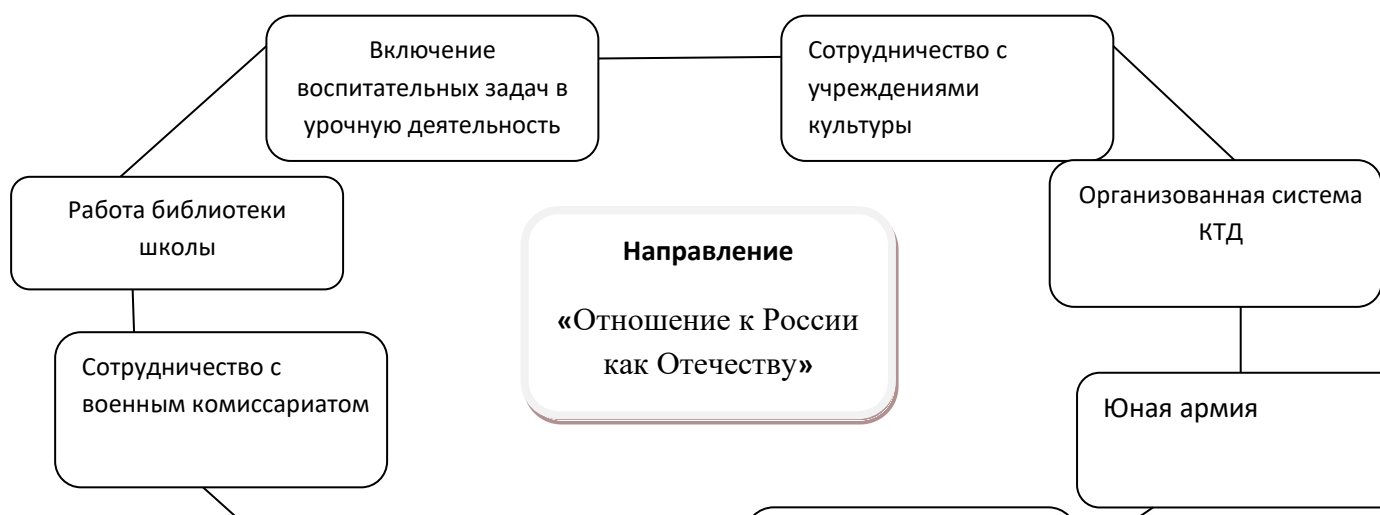 Включение
воспитательных задач в
урочную деятельность
Сотрудничество с
учреждениями
культуры
Работа библиотеки
школы
Организованная система
КТД
Направление
«Отношение к России
как Отечеству»
Сотрудничество с
военным комиссариатом
Юная армия